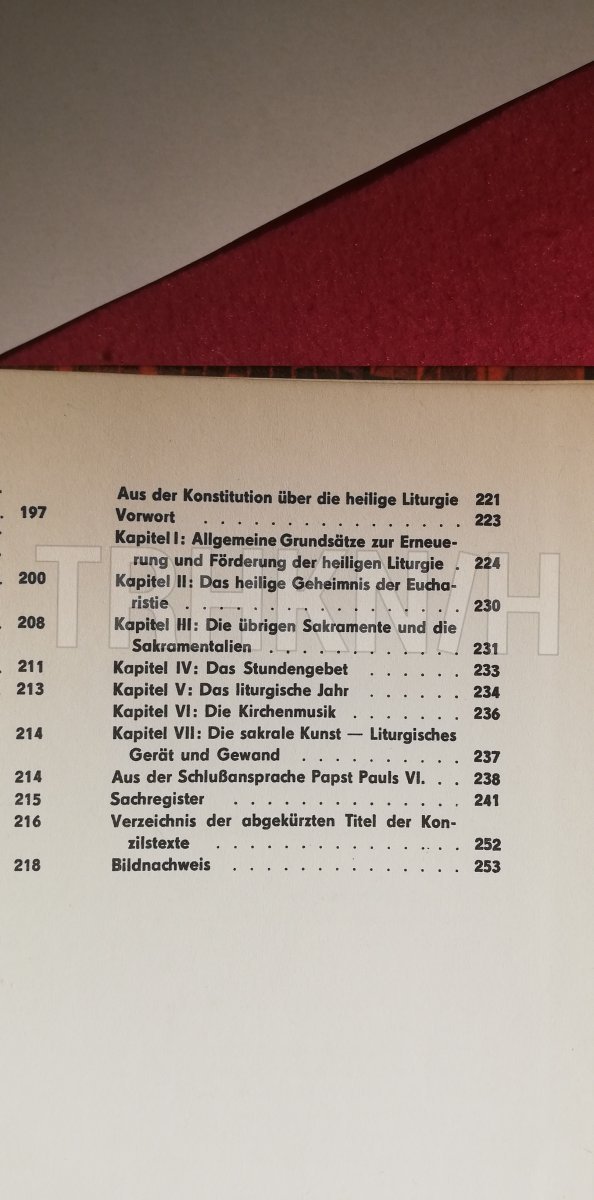 197
200
208
211
213
214
214
215
216
218
Aus der Konstitution über die heilige Liturgie 221
Vorwort . . . . . . . . . . . . . 223
Kapitel I: Allgemeine Grundsätze zur Erneue-
rung und Förderung der heiligen Liturgie . 224
Kapitel II: Das heilige Geheimnis der Eucha-
ristie . . . . . . . . . . . . . . 230
Kapitel III: Die übrigen Sakramente und die
Sakramentalien . . . . . . . . . . 231
Kapitel IV: Das Stundengebet . . . . . . 233
Kapitel V: Das liturgische Jahr . . . . . 234
Kapitel VI: Die Kirchenmusik . . . . . . 236
Kapitel VII: Die sakrale Kunst — Liturgisches
Gerät und Gewand . . . . . . . . 237
Aus der Schlußansprache Papst Pauls VI. . . 238
Sachregister . . . . . . . . . . . . 241
Verzeichnis der abgekürzten Titel der Kon-
zilstexte . . . . . . . . . . . . 252
Bildnachweis . . . . . . . . . . . . 253